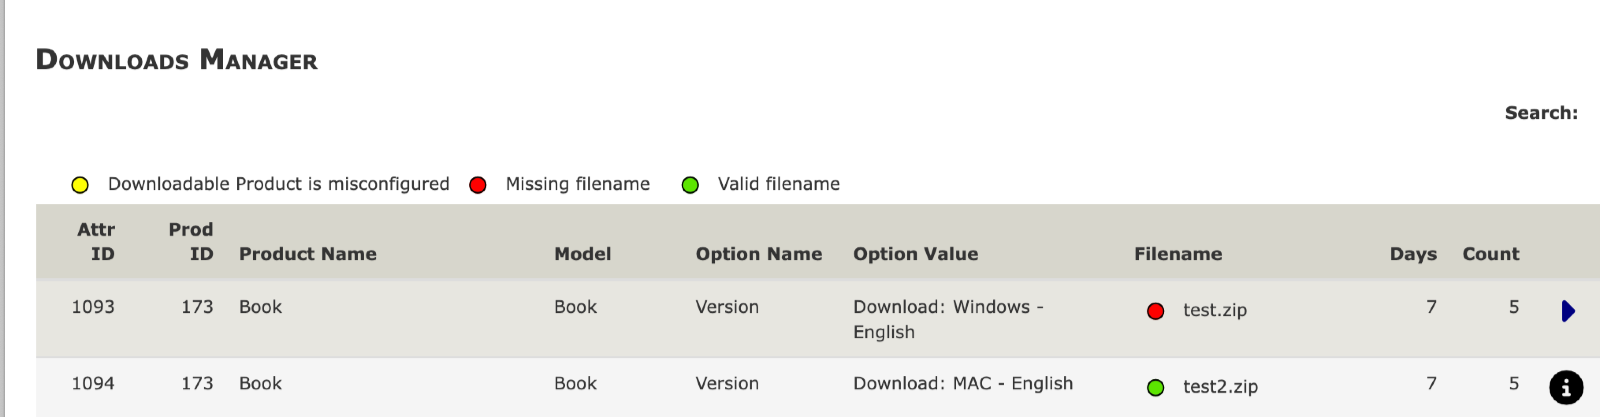 Downloads Manager
Search:
Downloadable Product is misconfigured Missing filename Valid filename
Attr Prod
ID ID Product Name Model Option Name Option Value Filename Days Count
1093 173 Book Book Version Download: Windows - test.zip 7 5
English
1094 173 Book Book Version Download: MAC - English test2.zip 7 5